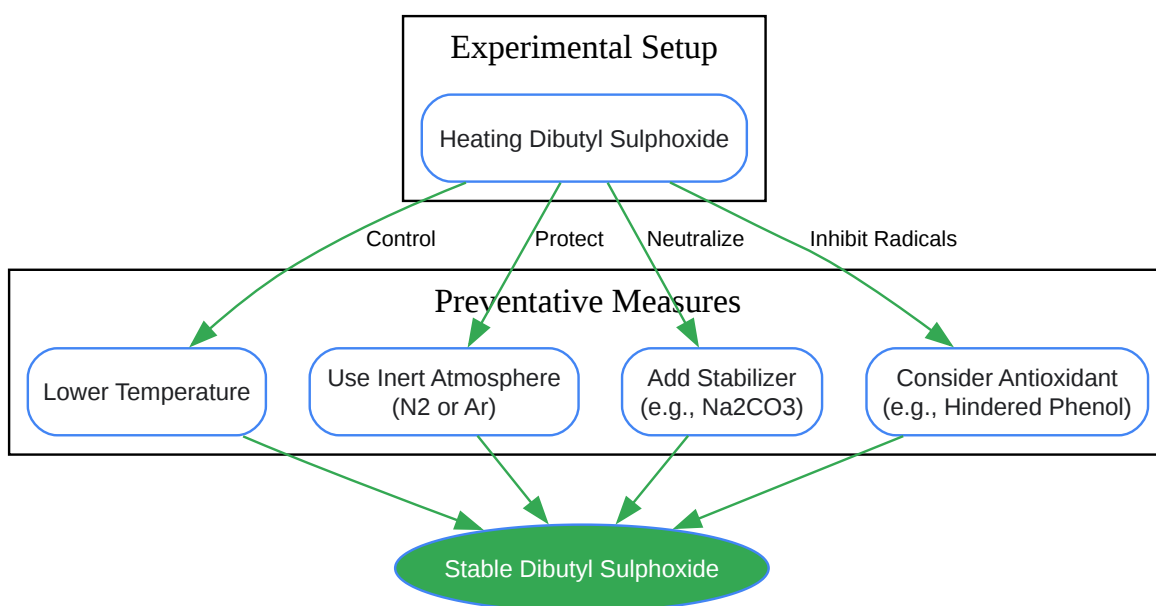 Experimental Setup
Heating Dibutyl Sulphoxide
Control
Protect
Neutralize
Inhibit Radicals
Preventative Measures
Lower Temperature
Use Inert Atmosphere
(N2 or Ar)
Add Stabilizer
(e.g., Na2CO3)
Consider Antioxidant
(e.g., Hindered Phenol)
Stable Dibutyl Sulphoxide